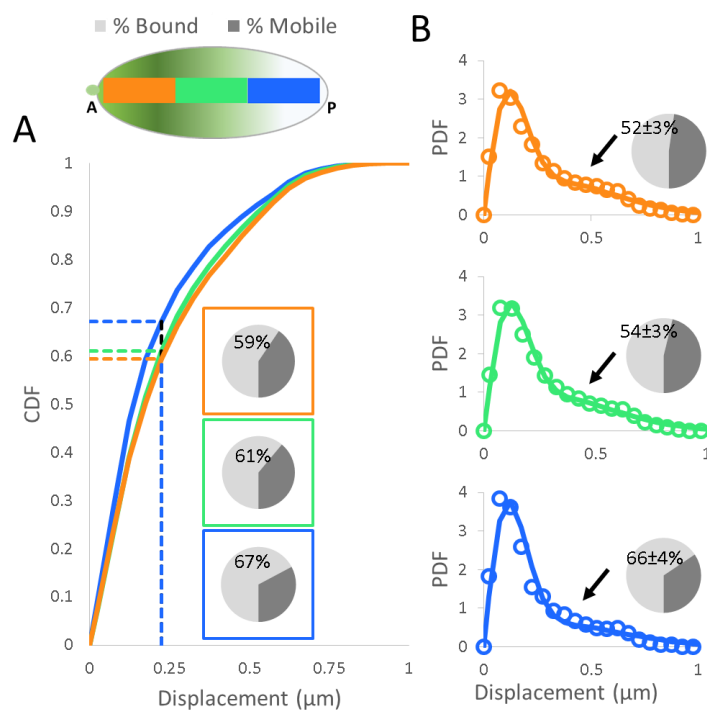 % Bound % Mobile
A P
A
CDF
1
0.9
0.8
0.7
0.6
0.5
0.4
0.3
0.2
0.1
0
59%
61%
67%
0 0.25 0.5 0.75 1
Displacement (μm)
B
PDF
4
3
2
1
0
52±3%
0 0.5 1
PDF
4
3
2
1
0
54±3%
0 0.5 1
PDF
4
3
2
1
0
66±4%
0 0.5 1
Displacement (μm)